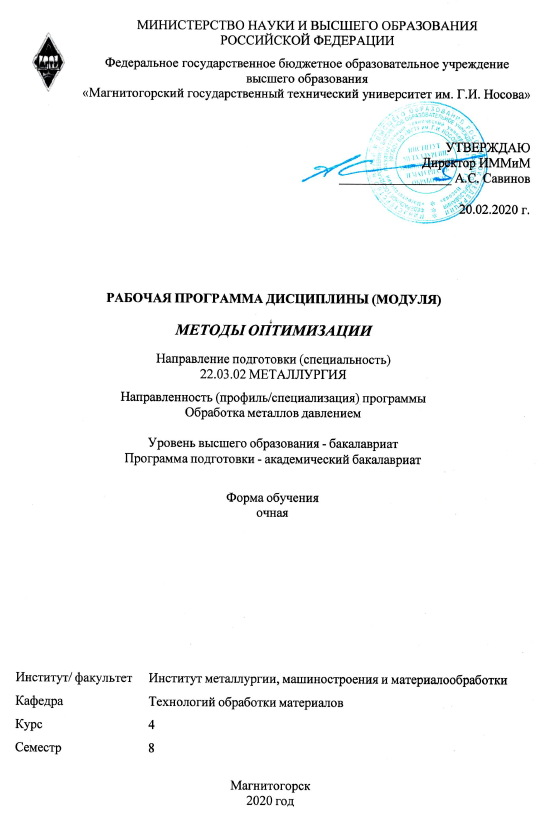 МИНИСТЕРСТВО НАУКИ И ВЫСШЕГО ОБРАЗОВАНИЯ
РОССИЙСКОЙ ФЕДЕРАЦИИ
Федеральное государственное бюджетное образовательное учреждение
высшего образования
«Магнитогорский государственный технический университет им. Г.И. Носова»
УТВЕРЖДАЮ
Директор ИММиМ
А.С. Савинов
20.02.2020 г.
РАБОЧАЯ ПРОГРАММА ДИСЦИПЛИНЫ (МОДУЛЯ)
МЕТОДЫ ОПТИМИЗАЦИИ
Направление подготовки (специальность)
22.03.02 МЕТАЛЛУРГИЯ
Направленность (профиль/специализация) программы
Обработка металлов давлением
Уровень высшего образования - бакалавриат
Программа подготовки - академический бакалавриат
Форма обучения
очная
Институт/ факультет Институт металлургии, машиностроения и материалообработки
Кафедра Технологий обработки материалов
Курс 4
Семестр 8
Магнитогорск
2020 год